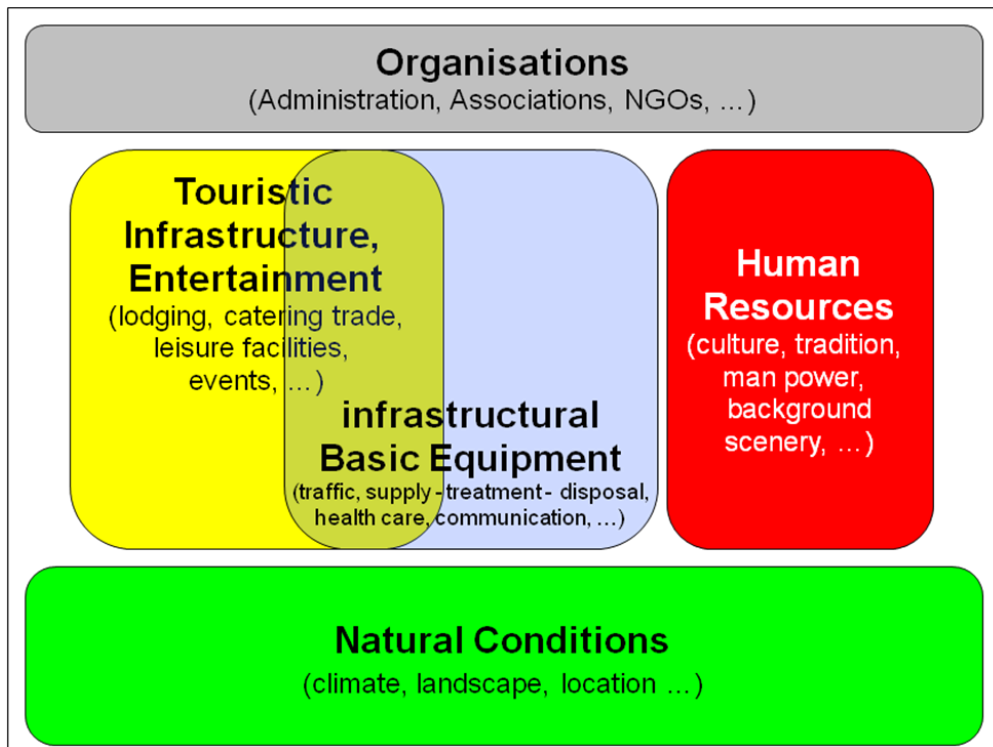 Organisations
(Administration, Associations, NGOs, ...)
Touristic
Infrastructure,
Entertainment
(lodging, catering trade,
leisure facilities,
events, ...)
infrastructural
Basic Equipment
(traffic, supply - treatment - disposal,
health care, communication, ...)
Human
Resources
(culture, tradition,
man power,
background
scenery, ...)
Natural Conditions
(climate, landscape, location ...)